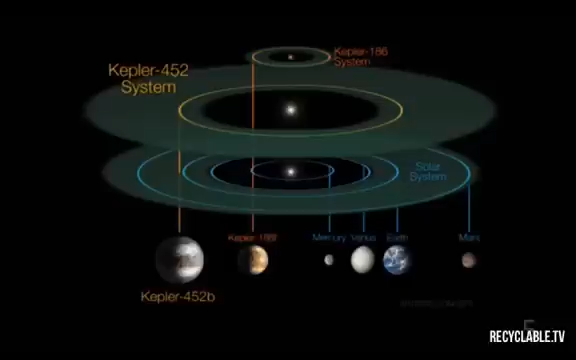 Kepler-186
System
Kepler-452
System
Solar
System
Kepler-186f
Mercury
Venus
Earth
Mars
Kepler-452b
RECYCLABLE.TV